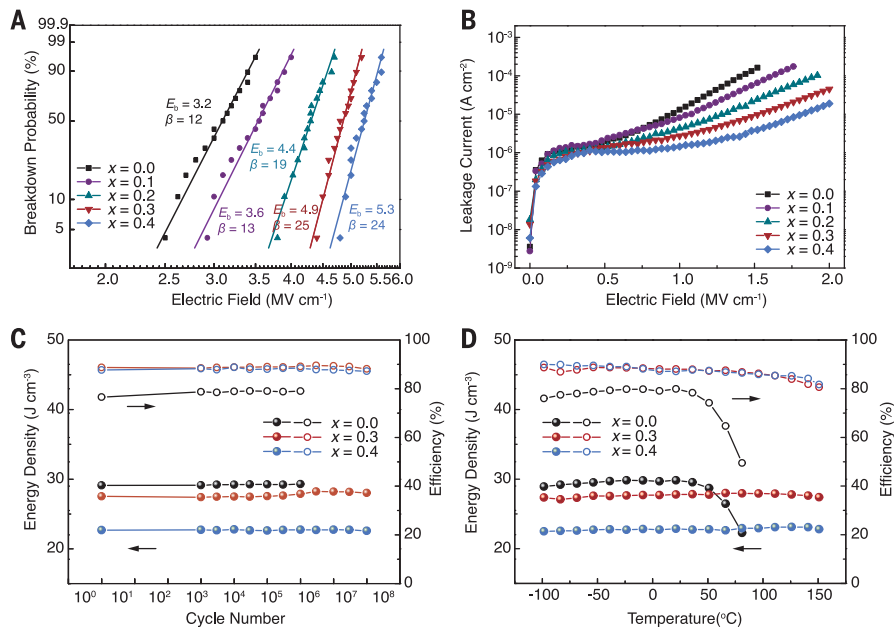 A
99.9
99
90
50
10
5
Breakdown Probability (%)
E_b = 3.2
β = 12
E_b = 4.4
β = 19
E_b = 3.6
β = 13
E_b = 4.9
β = 25
E_b = 5.3
β = 24
x = 0.0
x = 0.1
x = 0.2
x = 0.3
x = 0.4
2.0 2.5 3.0 3.5 4.0 4.5 5.0 5.5 6.0
Electric Field (MV cm⁻¹)
B
10⁻³
10⁻⁴
10⁻⁵
10⁻⁶
10⁻⁷
10⁻⁸
10⁻⁹
Leakage Current (A cm⁻²)
x = 0.0
x = 0.1
x = 0.2
x = 0.3
x = 0.4
0.0 0.5 1.0 1.5 2.0
Electric Field (MV cm⁻¹)
C
50
40
30
20
Energy Density (J cm⁻³)
x = 0.0
x = 0.3
x = 0.4
100
80
60
40
20
0
Efficiency (%)
10⁰ 10¹ 10² 10³ 10⁴ 10⁵ 10⁶ 10⁷ 10⁸
Cycle Number
D
50
40
30
20
Energy Density (J cm⁻³)
x = 0.0
x = 0.3
x = 0.4
100
80
60
40
20
0
Efficiency (%)
-100 -50 0 50 100 150
Temperature(°C)